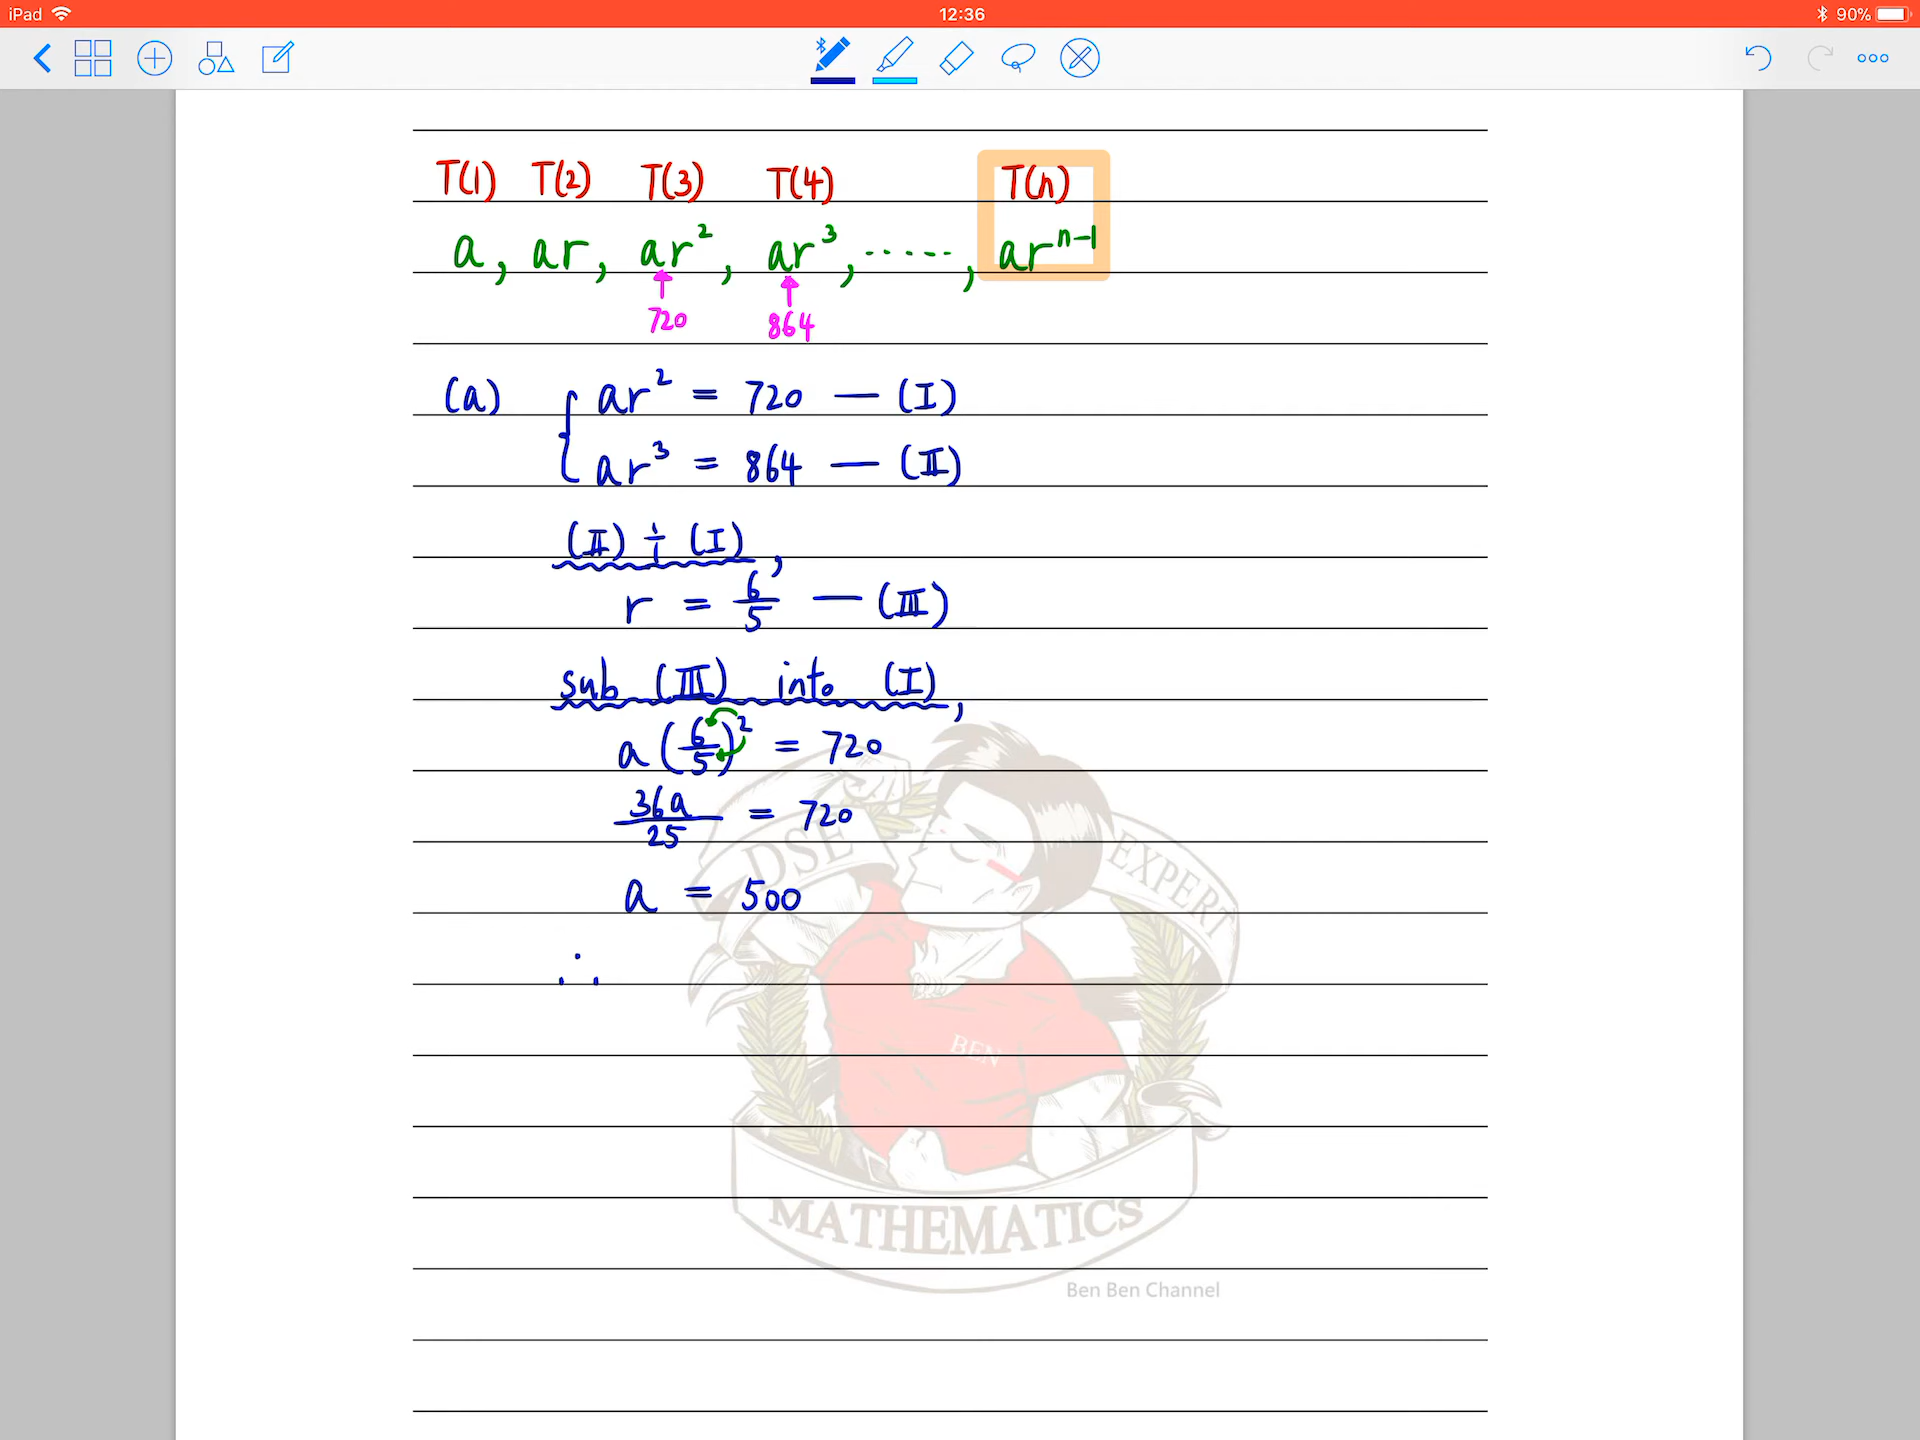 iPad 12:36 90%
T(1) T(2) T(3) T(4) T(n)
a, ar, ar², ar³, ......, arⁿ⁻¹
720 864
(a) ar² = 720 — (I)
ar³ = 864 — (II)
(II) ÷ (I),
r = 6/5 — (III)
sub (III) into (I),
a(6/5)² = 720
36a/25 = 720
a = 500
∴
DSE EXPERT
BEN
MATHEMATICS
Ben Ben Channel